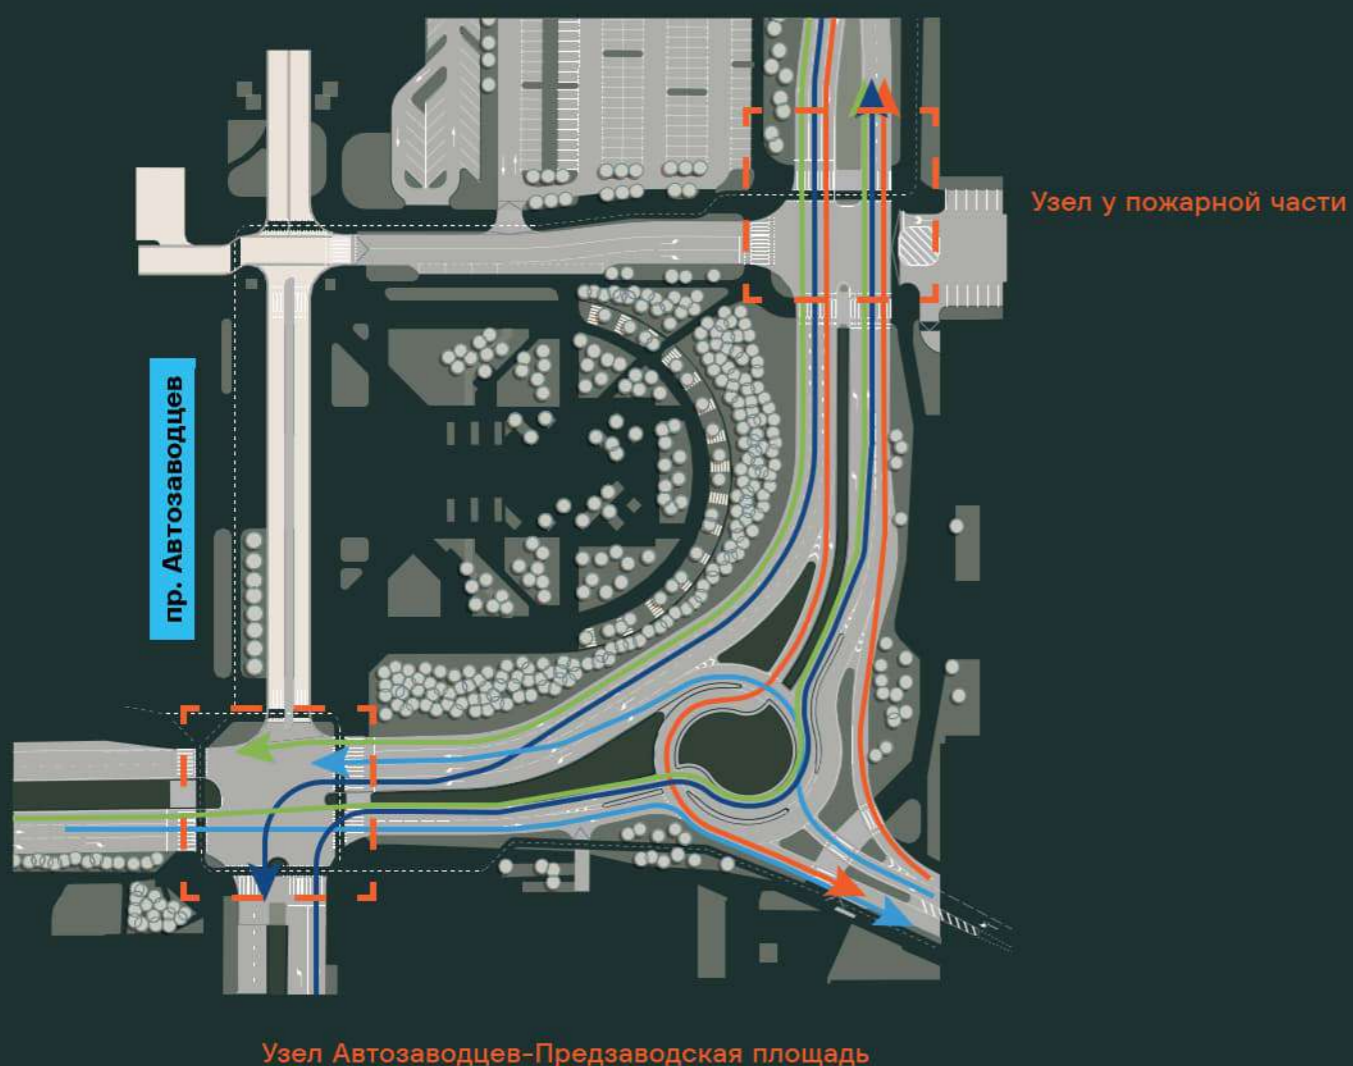 Узел у пожарной части
пр. Автозаводцев
Узел Автозаводцев-Предзаводская площадь